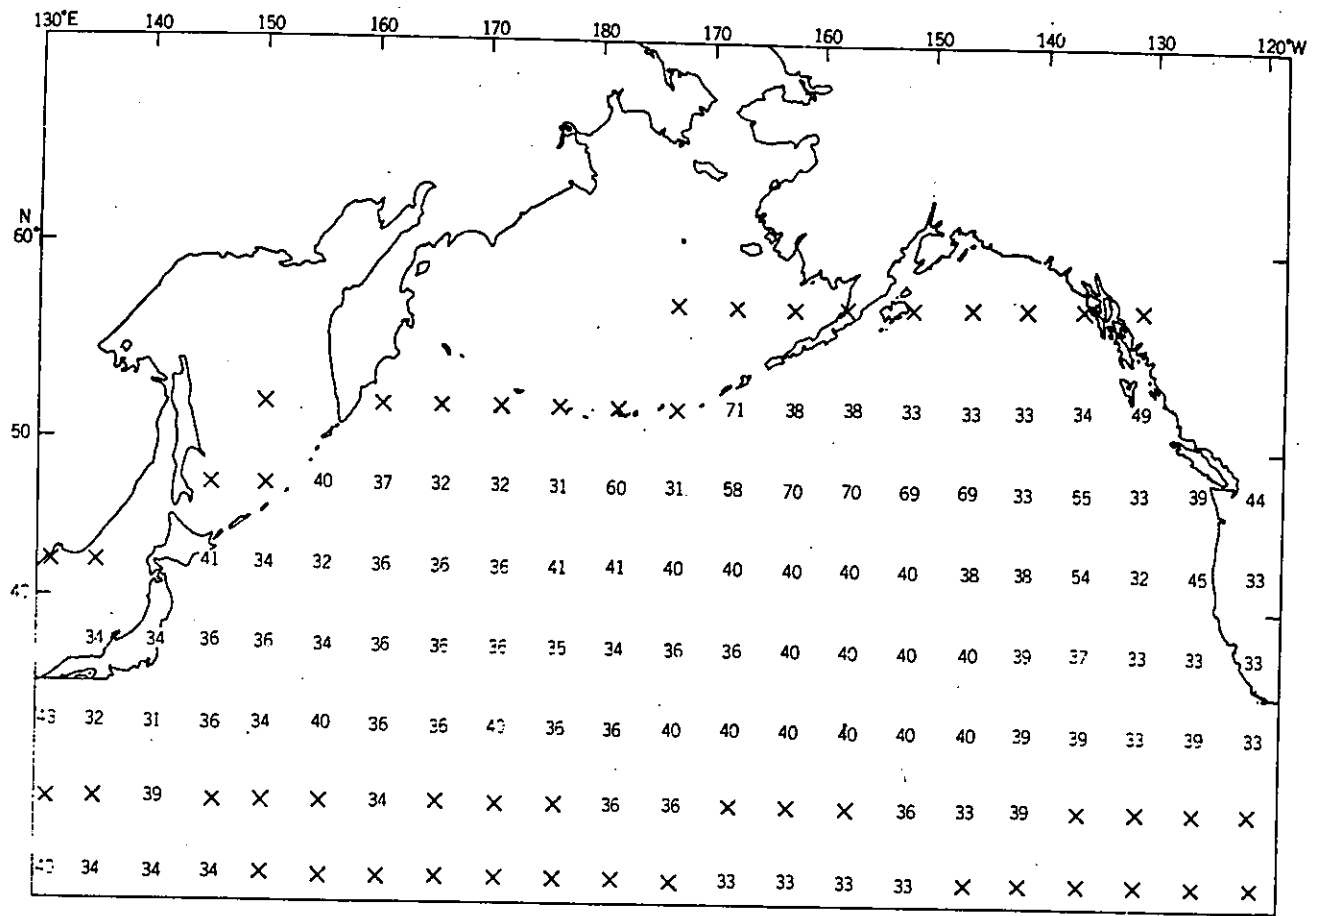 130°E 140 150 160 170 180 170 160 150 140 130 120°W
N
60°
× × × × × × × × ×
× × × × × × × 71 38 38 33 33 33 34 49
50
× × 40 37 32 32 31 60 31 58 70 70 69 69 33 55 33 39 44
× × 41 34 32 36 36 36 41 41 40 40 40 40 40 38 38 54 32 45 33
34 34 36 36 34 36 36 36 35 34 36 36 40 40 40 40 39 37 33 33 33
32 31 36 34 40 36 36 36 36 40 40 40 40 40 40 39 39 33 39 33
× × 39 × × × 34 × × × 36 36 × × × 36 33 39 × × × ×
34 34 34 × × × × × × × × 33 33 33 33 × × × × × ×